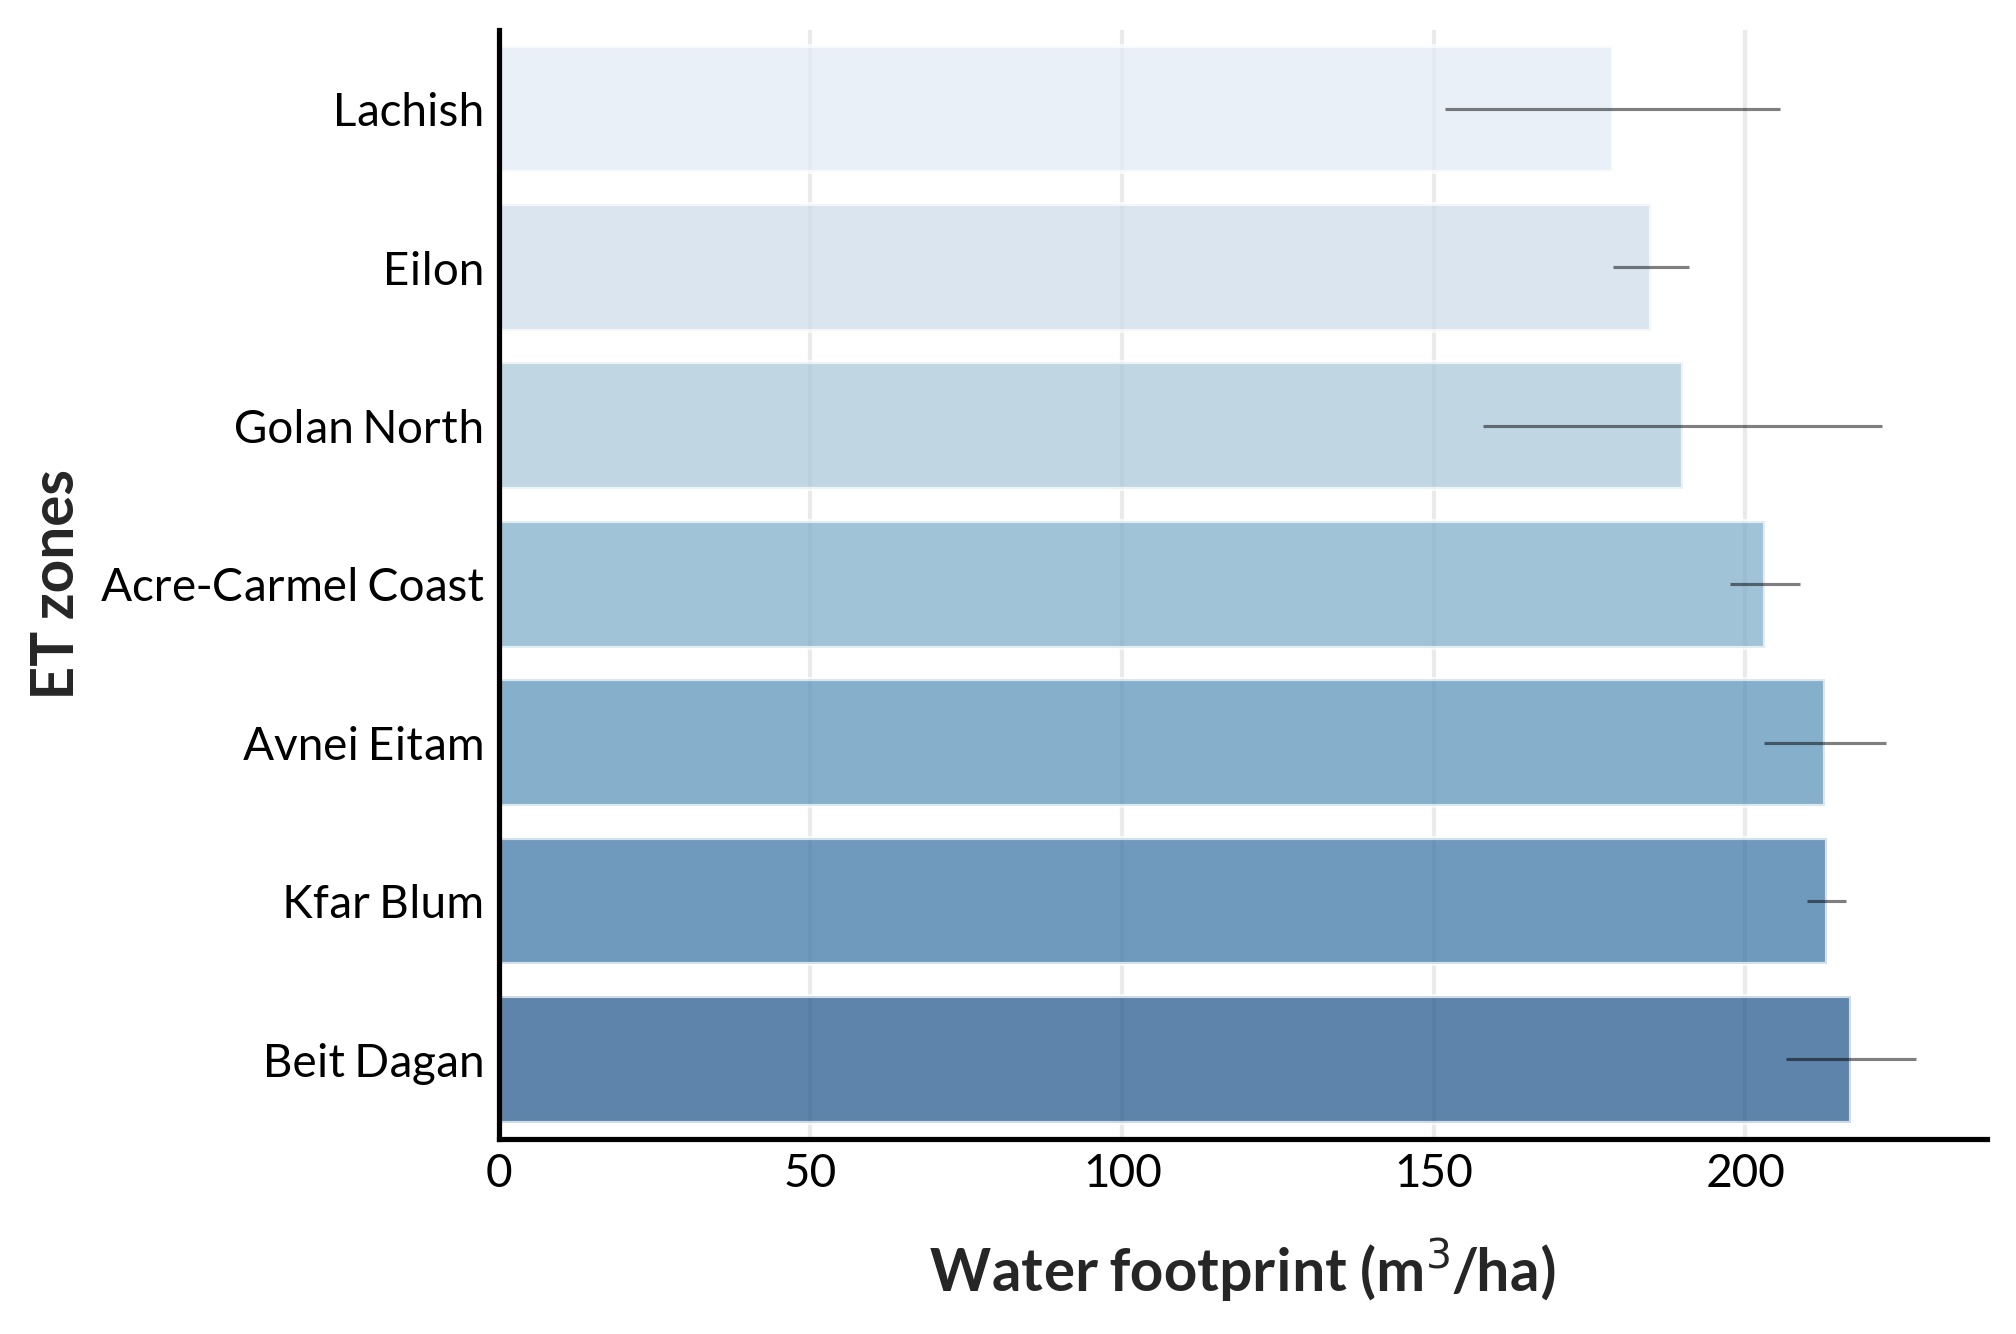 Lachish
Eilon
Golan North
Acre-Carmel Coast
Avnei Eitam
Kfar Blum
Beit Dagan
ET zones
0 50 100 150 200
Water footprint (m³/ha)